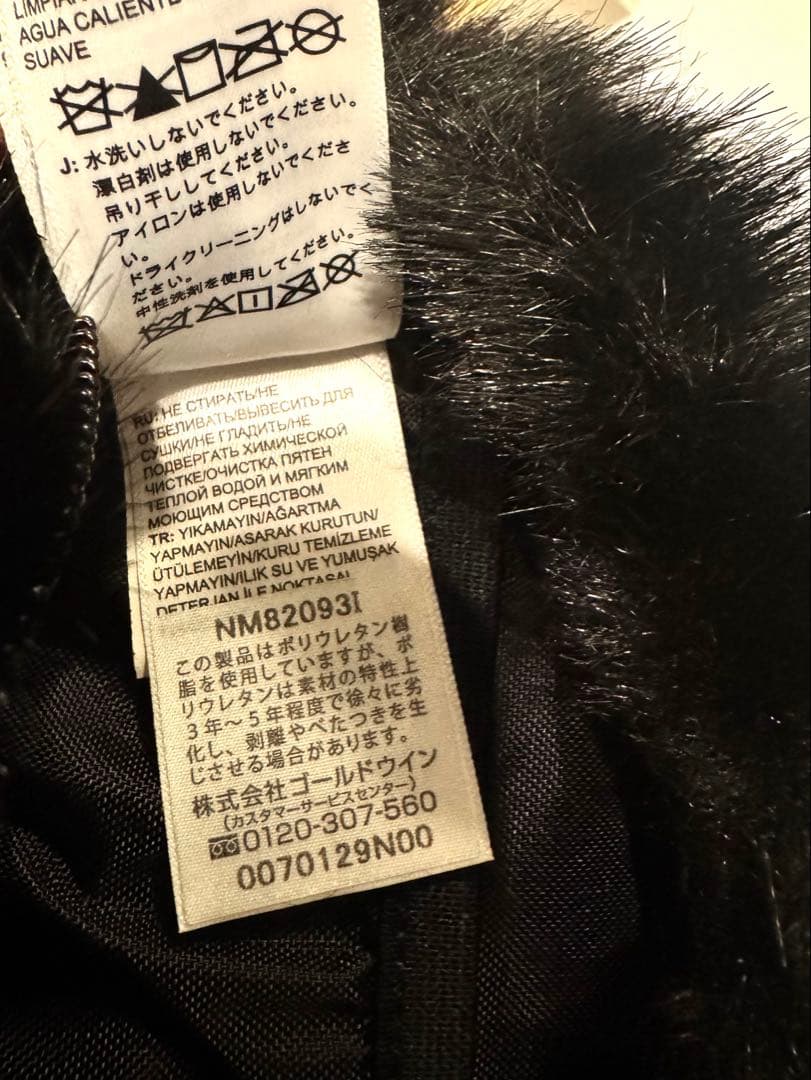 AGUA CALIENTE
SUAVE
J: 水洗いしないでください。
漂白剤は使用しないでください。
吊り干ししてください。
アイロンは使用しないでくださ
い。
ドライクリーニングはしないでく
ださい。
中性洗剤を使用してください。
RU: НЕ СТИРАТЬ/НЕ
ОТБЕЛИВАТЬ/ВЫВЕСИТЬ ДЛЯ
СУШКИ/НЕ ГЛАДИТЬ/НЕ
ПОДВЕРГАТЬ ХИМИЧЕСКОЙ
ЧИСТКЕ/ОЧИСТКА ПЯТЕН
ТЕПЛОЙ ВОДОЙ И МЯГКИМ
МОЮЩИМ СРЕДСТВОМ
TR: YIKAMAYIN/AĞARTMA
YAPMAYIN/ASARAK KURUTUN/
ÜTÜLEMEYİN/KURU TEMİZLEME
YAPMAYIN/ILIK SU VE YUMUŞAK
DETERJAN İLE NOKTASAL
NM82093I
この製品はポリウレタン樹
脂を使用していますが、ポ
リウレタンは素材の特性上
3年～5年程度で徐々に劣
化し、剥離やべたつきを生
じさせる場合があります。
株式会社ゴールドウイン
(カスタマーサービスセンター)
0120-307-560
0070129N00